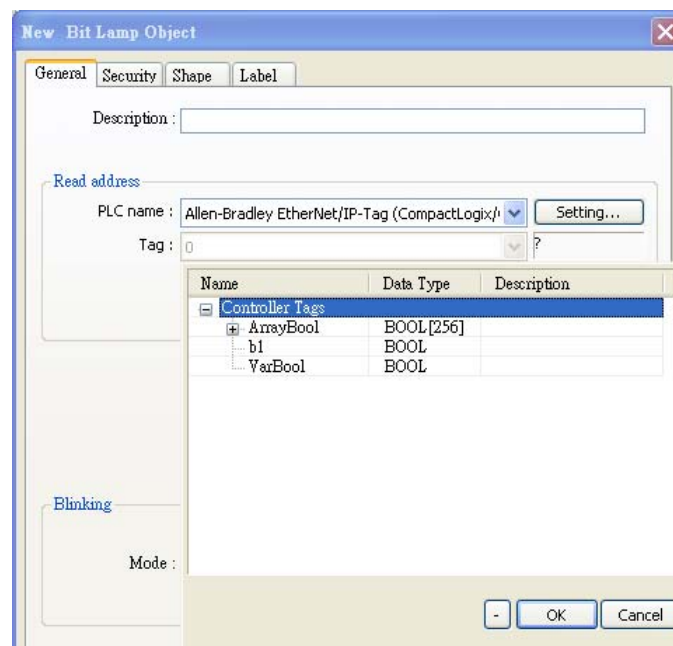 New Bit Lamp Object
General Security Shape Label
Description :
Read address
PLC name : Allen-Bradley EtherNet/IP-Tag (CompactLogix/ Setting...
Tag : 0 ?
Name Data Type Description
Controller Tags
ArrayBool BOOL[256]
b1 BOOL
VarBool BOOL
Blinking
Mode :
- OK Cancel